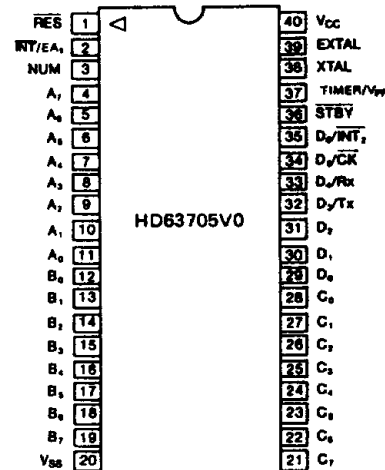 RES 1 40 VCC
INT/EA₉ 2 39 EXTAL
NUM 3 38 XTAL
A₇ 4 37 TIMER/VPP
A₆ 5 36 STBY
A₅ 6 35 D₆/INT₂
A₄ 7 34 D₅/CK
A₃ 8 33 D₄/Rx
A₂ 9 32 D₃/Tx
HD63705V0
A₁ 10 31 D₂
A₀ 11 30 D₁
B₀ 12 29 D₀
B₁ 13 28 C₀
B₂ 14 27 C₁
B₃ 15 26 C₂
B₄ 16 25 C₃
B₅ 17 24 C₄
B₆ 18 23 C₅
B₇ 19 22 C₆
VSS 20 21 C₇